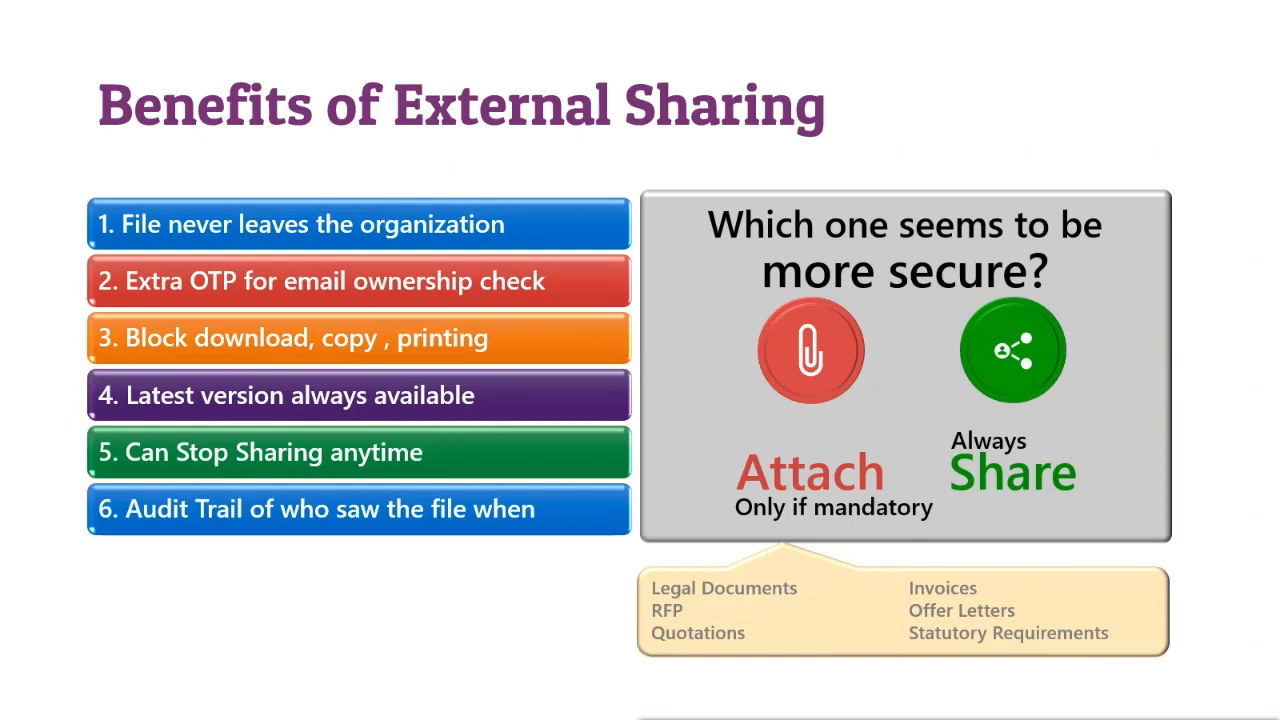 Benefits of External Sharing
1. File never leaves the organization
2. Extra OTP for email ownership check
3. Block download, copy , printing
4. Latest version always available
5. Can Stop Sharing anytime
6. Audit Trail of who saw the file when
Which one seems to be
more secure?
Attach
Only if mandatory
Always
Share
Legal Documents
RFP
Quotations
Invoices
Offer Letters
Statutory Requirements